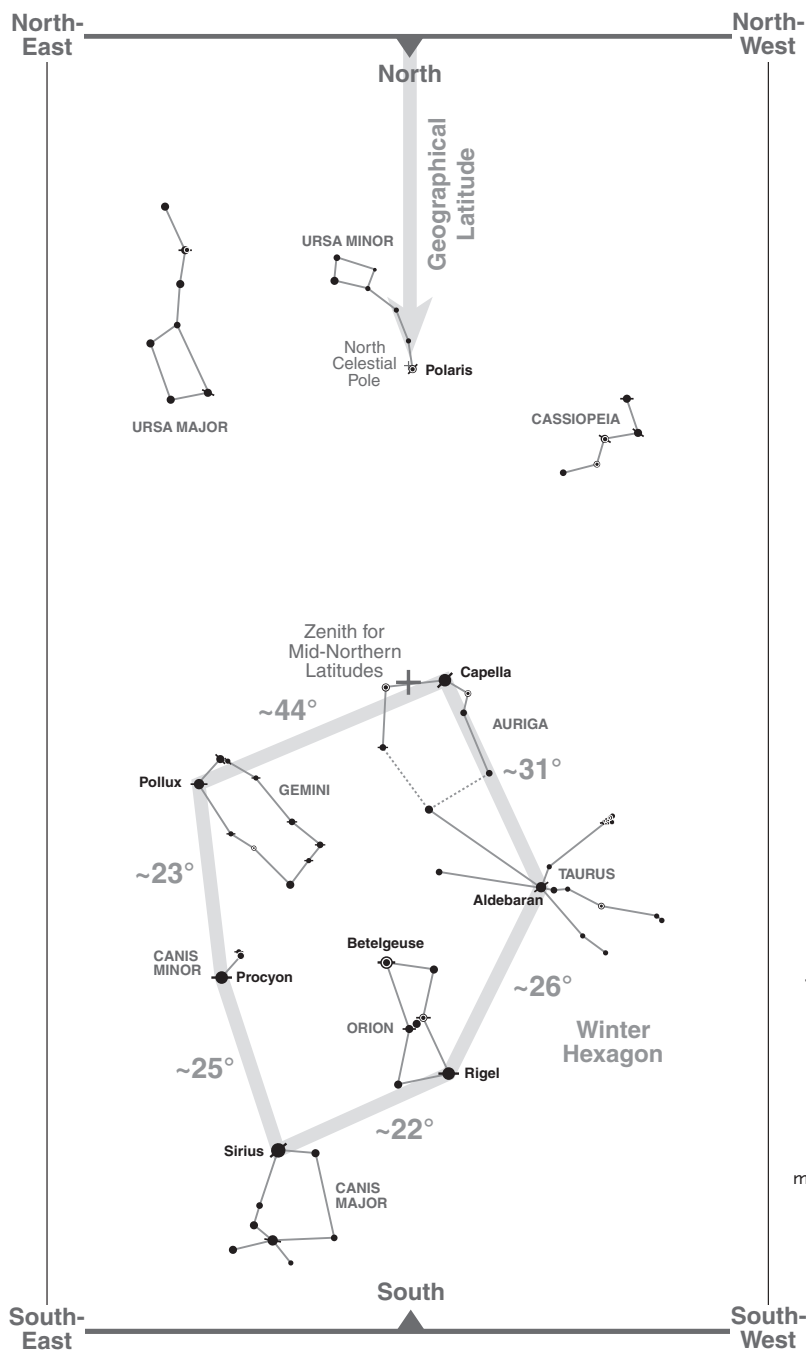 North-
East
North-
West
North
Geographical
Latitude
URSA MINOR
North
Celestial
Pole
Polaris
CASSIOPEIA
URSA MAJOR
Zenith for
Mid-Northern
Latitudes
Capella
~44°
AURIGA
~31°
Pollux
GEMINI
~23°
TAURUS
Aldebaran
Betelgeuse
CANIS
MINOR
Procyon
~26°
ORION
Winter
Hexagon
~25°
Rigel
~22°
Sirius
CANIS
MAJOR
m
South
South-
East
South-
West